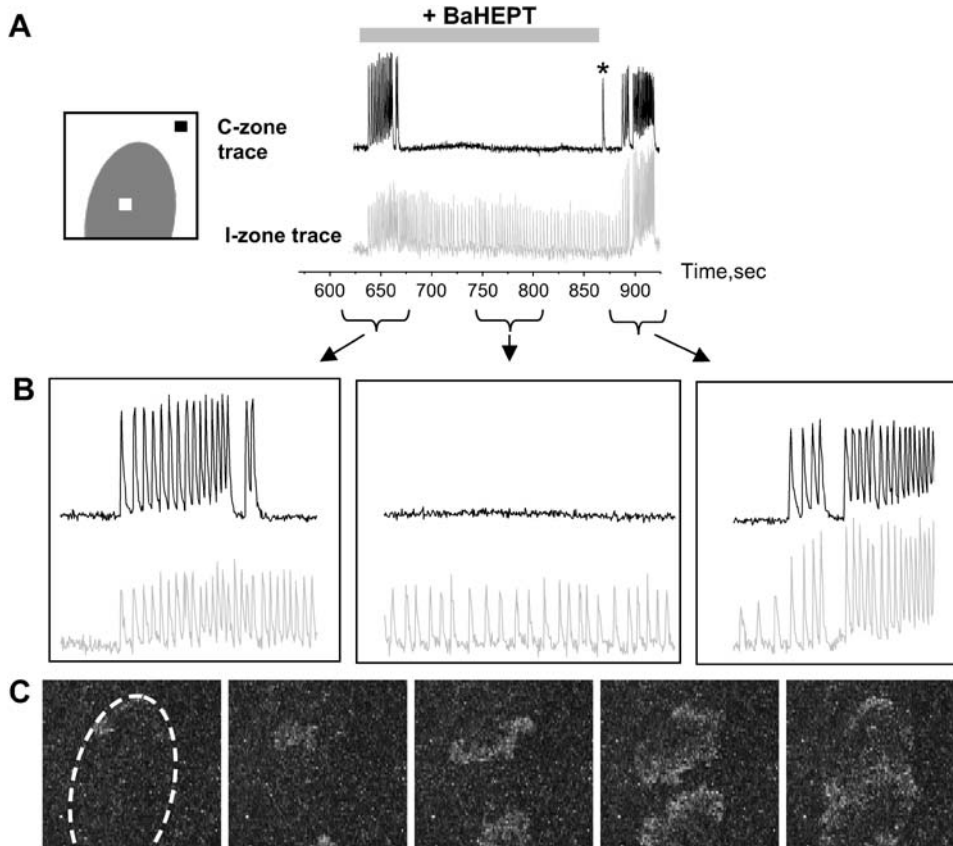 A
+ BaHEPT
*
C-zone
trace
I-zone trace
Time,sec
600 650 700 750 800 850 900
B
C